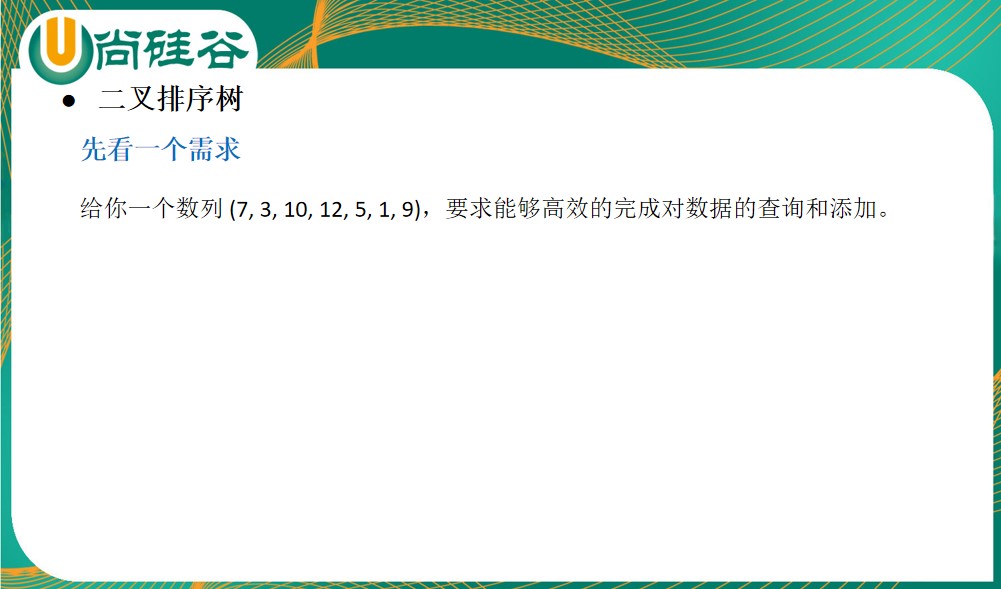 尚硅谷
● 二叉排序树
先看一个需求
给你一个数列 (7, 3, 10, 12, 5, 1, 9)，要求能够高效的完成对数据的查询和添加。